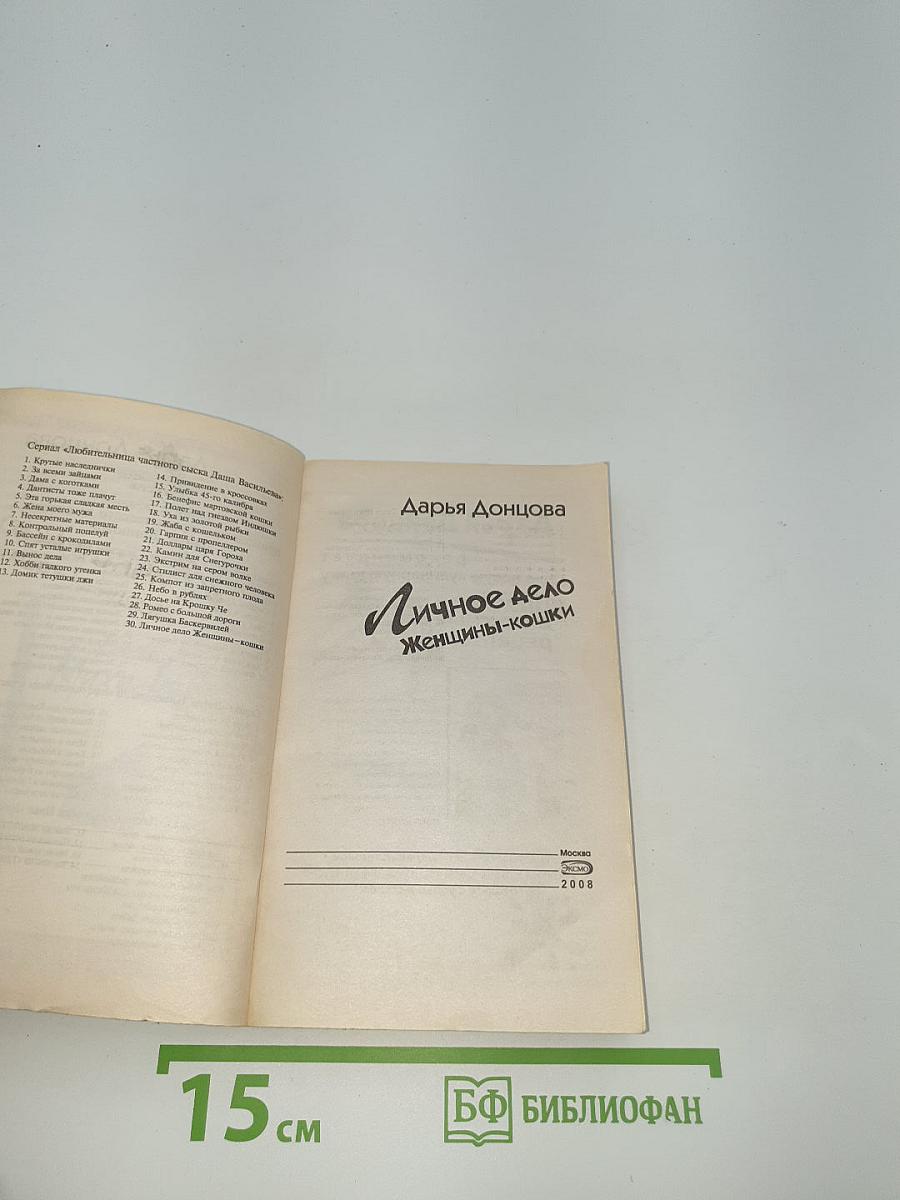 Сериал «Любительница частного сыска Даша Васильева»:
1. Крутые наследнички
2. За всеми зайцами
3. Дама с коготками
4. Дантисты тоже плачут
5. Эта горькая сладкая месть
6. Жена моего мужа
7. Несекретные материалы
8. Контрольный поцелуй
9. Бассейн с крокодилами
10. Спят усталые игрушки
11. Вынос дела
12. Хобби гадкого утенка
13. Домик тетушки лжи
14. Привидение в кроссовках
15. Улыбка 45-го калибра
16. Бенефис мартовской кошки
17. Полет над гнездом Индюшки
18. Уха из золотой рыбки
19. Жаба с кошельком
20. Гарпия с пропеллером
21. Доллары царя Гороха
22. Камин для Снегурочки
23. Экстрим на сером волке
24. Стилист для снежного человека
25. Компот из запретного плода
26. Небо в рублях
27. Досье на Крошку Че
28. Ромео с большой дороги
29. Лягушка Баскервилей
30. Личное дело Женщины-кошки
Дарья Донцова
Личное дело
Женщины-кошки
Москва
ЭКСМО
2008
15 см
БФ БИБЛИОФАН